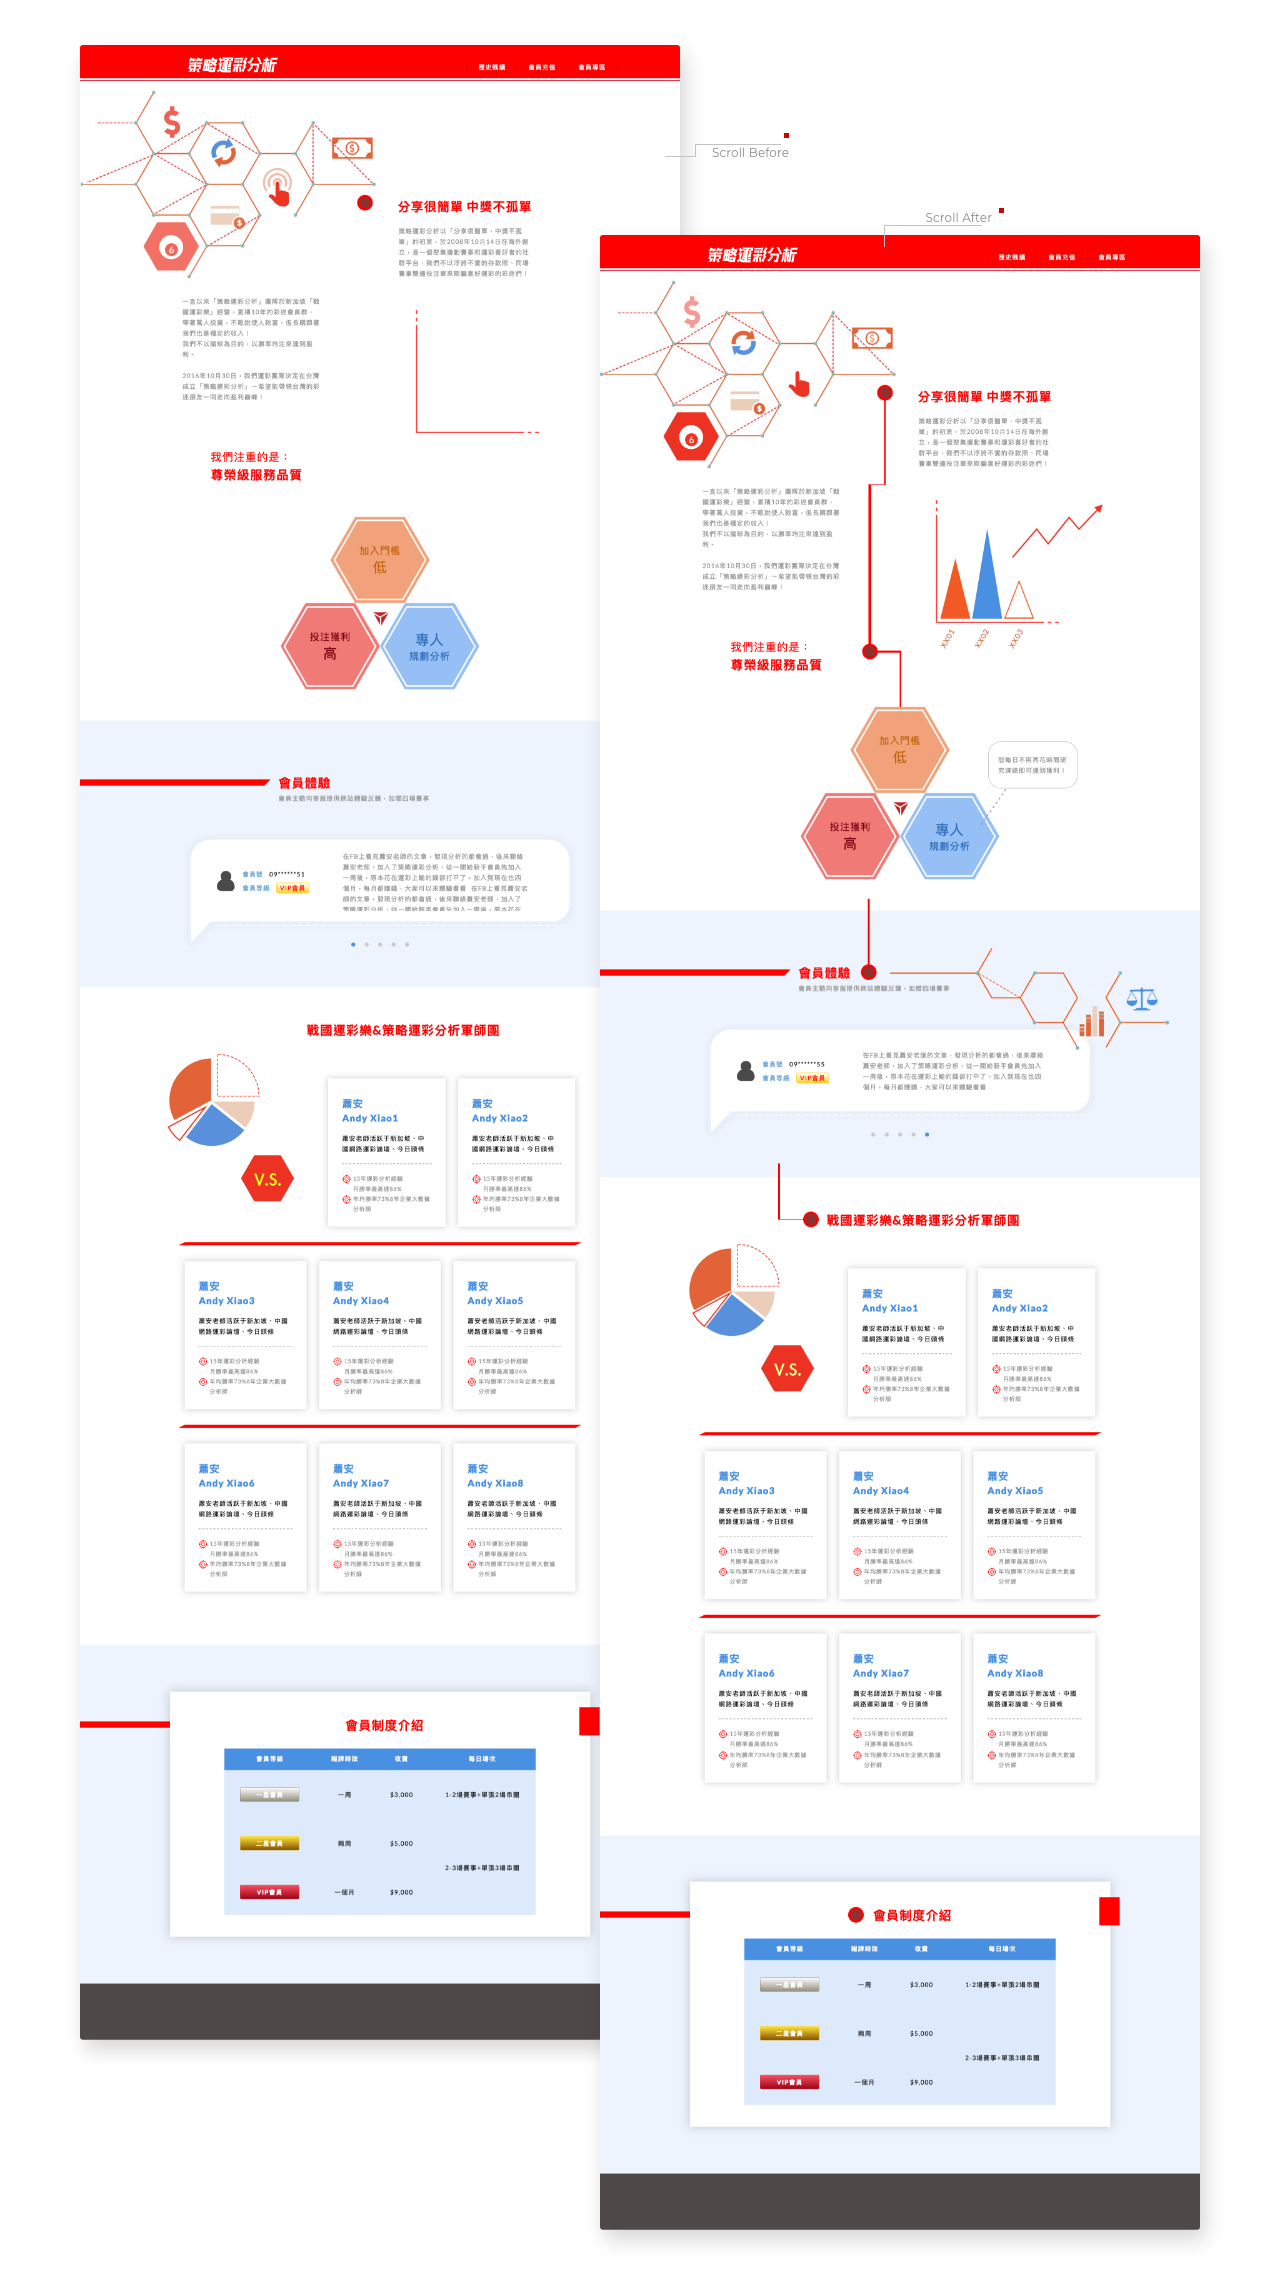 策略運彩分析
歷史戰績 會員充值 會員專區
Scroll Before
分享很簡單 中獎不孤單
策略運彩分析以「分享很簡單、中獎不孤
單」的初衷，於2008年10月14日在海外創
立，是一個聚集運動賽事和運彩喜好者的社
群平台，我們不以浮誇不實的存款照、同場
一直以來「策略運彩分析」團隊於新加坡「戰
國運彩樂」經營，累積10年的彩迷會員群，
帶著萬人投資，不敢說使人致富，但長期跟著
我們也是穩定的收入！
我們不以賭球為目的，以勝率均注來達到盈
利。
2016年10月30日，我們運彩團隊決定在台灣
成立「策略運彩分析」－希望能帶領台灣的彩
迷朋友一同走向盈利巔峰！
我們注重的是：
尊榮級服務品質
加入門檻
低
投注獲利
高
專人
規劃分析
會員體驗
會員主動向客服提供網站體驗反饋，加贈四場賽事
會員號 09******51
會員等級 VIP會員
在FB上看見蕭安老師的文章，發現分析的都會過，後來聯絡
蕭安老師，加入了策略運彩分析，從一開始新手會員先加入
一周後，原本花在運彩上輸的錢都打平了，加入到現在也四
個月，每月都賺錢，大家可以來體驗看看 在FB上看見蕭安老
師的文章，發現分析的都會過，後來聯絡蕭安老師，加入了
策略運彩分析，從一開始新手會員先加入一周後，原本花在
戰國運彩樂&策略運彩分析軍師團
V.S.
蕭安
Andy Xiao1
蕭安老師活跃于新加坡、中
國網路運彩論壇、今日頭條
15年運彩分析經驗
月勝率最高達86%
年均勝率73%8年企業大數據
分析師
蕭安
Andy Xiao2
蕭安老師活跃于新加坡、中
國網路運彩論壇、今日頭條
15年運彩分析經驗
月勝率最高達86%
年均勝率73%8年企業大數據
分析師
蕭安
Andy Xiao3
蕭安老師活跃于新加坡、中國
網路運彩論壇、今日頭條
15年運彩分析經驗
月勝率最高達86%
年均勝率73%8年企業大數據
分析師
蕭安
Andy Xiao4
蕭安老師活跃于新加坡、中國
網路運彩論壇、今日頭條
15年運彩分析經驗
月勝率最高達86%
年均勝率73%8年企業大數據
分析師
蕭安
Andy Xiao5
蕭安老師活跃于新加坡、中國
網路運彩論壇、今日頭條
15年運彩分析經驗
月勝率最高達86%
年均勝率73%8年企業大數據
分析師
蕭安
Andy Xiao6
蕭安老師活跃于新加坡、中國
網路運彩論壇、今日頭條
15年運彩分析經驗
月勝率最高達86%
年均勝率73%8年企業大數據
分析師
蕭安
Andy Xiao7
蕭安老師活跃于新加坡、中國
網路運彩論壇、今日頭條
15年運彩分析經驗
月勝率最高達86%
年均勝率73%8年企業大數據
分析師
蕭安
Andy Xiao8
蕭安老師活跃于新加坡、中國
網路運彩論壇、今日頭條
15年運彩分析經驗
月勝率最高達86%
年均勝率73%8年企業大數據
分析師
會員制度介紹
會員等級 報牌時效 收費 每日場次
一星會員 一周 $3,000 1-2場賽事+單張2場串關
二星會員 兩周 $5,000
2-3場賽事+單張3場串關
VIP會員 一個月 $9,000
Scroll After
策略運彩分析
歷史戰績 會員充值 會員專區
分享很簡單 中獎不孤單
策略運彩分析以「分享很簡單、中獎不孤
單」的初衷，於2008年10月14日在海外創
立，是一個聚集運動賽事和運彩喜好者的社
群平台，我們不以浮誇不實的存款照、同場
一直以來「策略運彩分析」團隊於新加坡「戰
國運彩樂」經營，累積10年的彩迷會員群，
帶著萬人投資，不敢說使人致富，但長期跟著
我們也是穩定的收入！
我們不以賭球為目的，以勝率均注來達到盈
利。
2016年10月30日，我們運彩團隊決定在台灣
成立「策略運彩分析」－希望能帶領台灣的彩
迷朋友一同走向盈利巔峰！
XX01 XX02 XX03
我們注重的是：
尊榮級服務品質
加入門檻
低
您每日不用再花時間研
究課錄即可達到獲利！
投注獲利
高
專人
規劃分析
會員體驗
會員主動向客服提供網站體驗反饋，加贈四場賽事
會員號 09******55
會員等級 VIP會員
在FB上看見蕭安老師的文章，發現分析的都會過，後來聯絡
蕭安老師，加入了策略運彩分析，從一開始新手會員先加入
一周後，原本花在運彩上輸的錢都打平了，加入到現在也四
個月，每月都賺錢，大家可以來體驗看看
戰國運彩樂&策略運彩分析軍師團
V.S.
蕭安
Andy Xiao1
蕭安老師活跃于新加坡、中
國網路運彩論壇、今日頭條
15年運彩分析經驗
月勝率最高達86%
年均勝率73%8年企業大數據
分析師
蕭安
Andy Xiao2
蕭安老師活跃于新加坡、中
國網路運彩論壇、今日頭條
15年運彩分析經驗
月勝率最高達86%
年均勝率73%8年企業大數據
分析師
蕭安
Andy Xiao3
蕭安老師活跃于新加坡、中國
網路運彩論壇、今日頭條
15年運彩分析經驗
月勝率最高達86%
年均勝率73%8年企業大數據
分析師
蕭安
Andy Xiao4
蕭安老師活跃于新加坡、中國
網路運彩論壇、今日頭條
15年運彩分析經驗
月勝率最高達86%
年均勝率73%8年企業大數據
分析師
蕭安
Andy Xiao5
蕭安老師活跃于新加坡、中國
網路運彩論壇、今日頭條
15年運彩分析經驗
月勝率最高達86%
年均勝率73%8年企業大數據
分析師
蕭安
Andy Xiao6
蕭安老師活跃于新加坡、中國
網路運彩論壇、今日頭條
15年運彩分析經驗
月勝率最高達86%
年均勝率73%8年企業大數據
分析師
蕭安
Andy Xiao7
蕭安老師活跃于新加坡、中國
網路運彩論壇、今日頭條
15年運彩分析經驗
月勝率最高達86%
年均勝率73%8年企業大數據
分析師
蕭安
Andy Xiao8
蕭安老師活跃于新加坡、中國
網路運彩論壇、今日頭條
15年運彩分析經驗
月勝率最高達86%
年均勝率73%8年企業大數據
分析師
會員制度介紹
會員等級 報牌時效 收費 每日場次
一星會員 一周 $3,000 1-2場賽事+單張2場串關
二星會員 兩周 $5,000
2-3場賽事+單張3場串關
VIP會員 一個月 $9,000